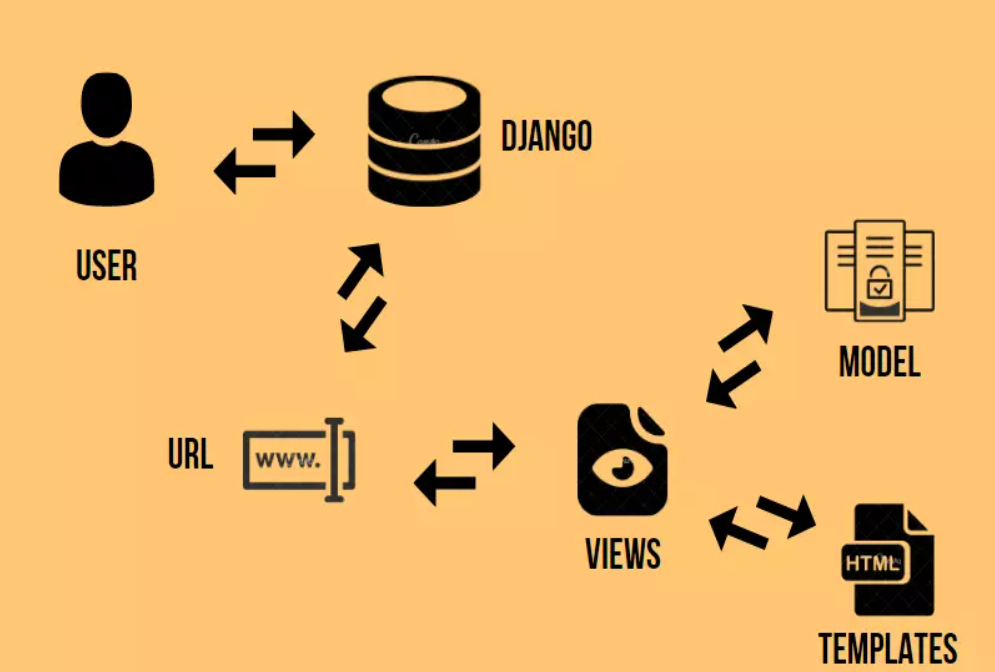 DJANGO
USER
MODEL
URL
www.
VIEWS
HTML
TEMPLATES